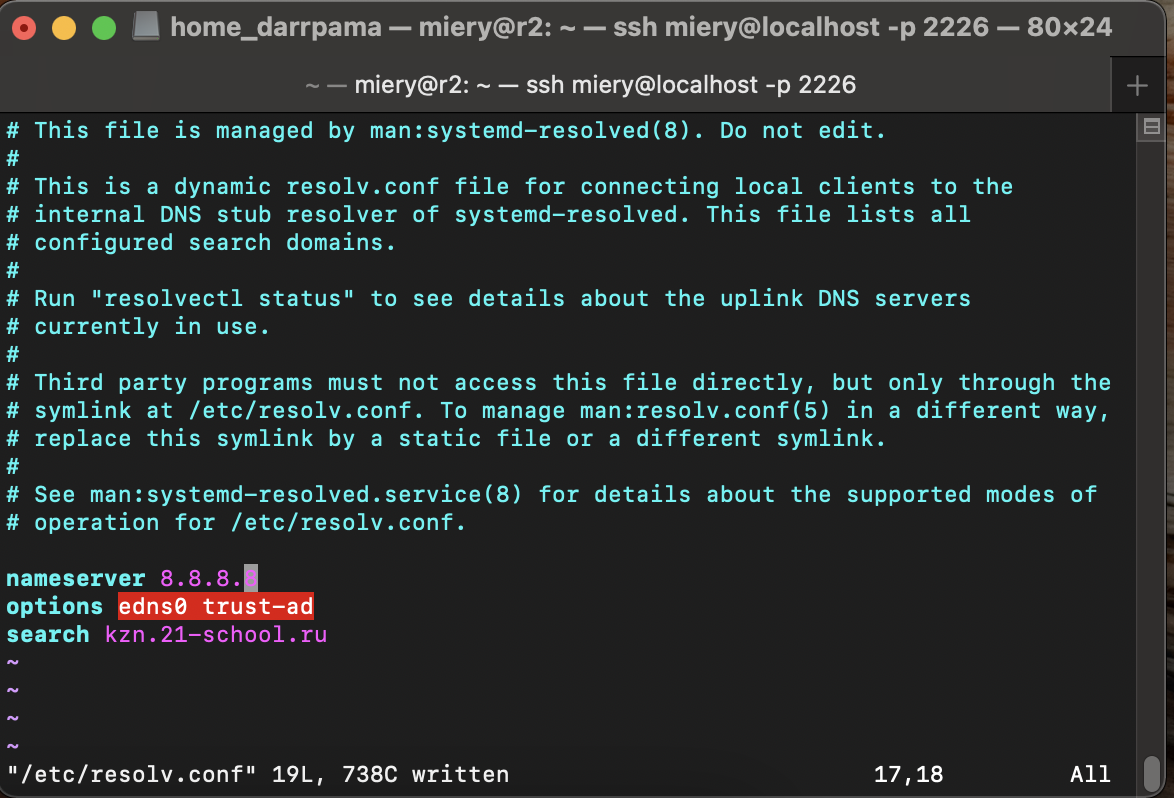 home_darrpama — miery@r2: ~ — ssh miery@localhost -p 2226 — 80×24
~ — miery@r2: ~ — ssh miery@localhost -p 2226
# This file is managed by man:systemd-resolved(8). Do not edit.
#
# This is a dynamic resolv.conf file for connecting local clients to the
# internal DNS stub resolver of systemd-resolved. This file lists all
# configured search domains.
#
# Run "resolvectl status" to see details about the uplink DNS servers
# currently in use.
#
# Third party programs must not access this file directly, but only through the
# symlink at /etc/resolv.conf. To manage man:resolv.conf(5) in a different way,
# replace this symlink by a static file or a different symlink.
#
# See man:systemd-resolved.service(8) for details about the supported modes of
# operation for /etc/resolv.conf.
nameserver 8.8.8.8
options edns0 trust-ad
search kzn.21-school.ru
~
~
~
~
"/etc/resolv.conf" 19L, 738C written 17,18 All